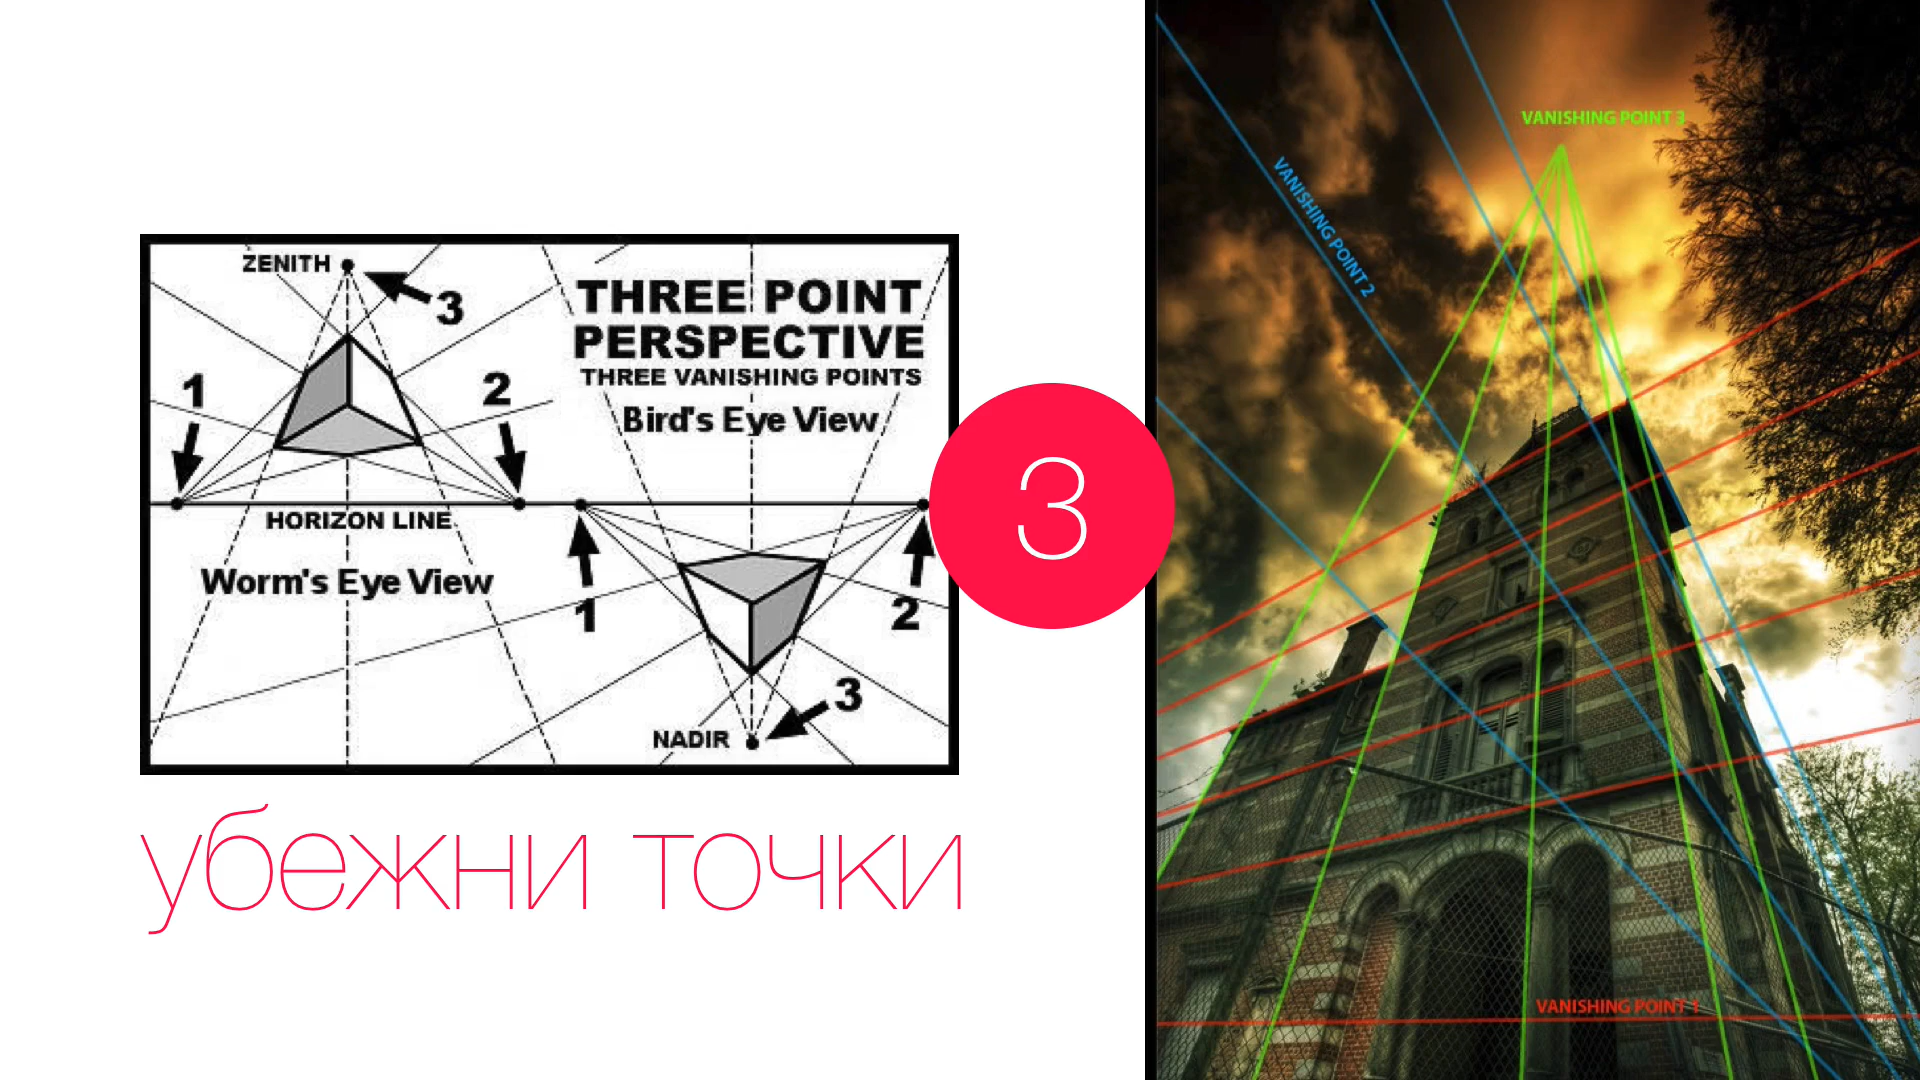 ZENITH
3
1
2
HORIZON LINE
Worm's Eye View
THREE POINT
PERSPECTIVE
THREE VANISHING POINTS
Bird's Eye View
1
2
3
NADIR
убежни точки
3
VANISHING POINT 3
VANISHING POINT 2
VANISHING POINT 1